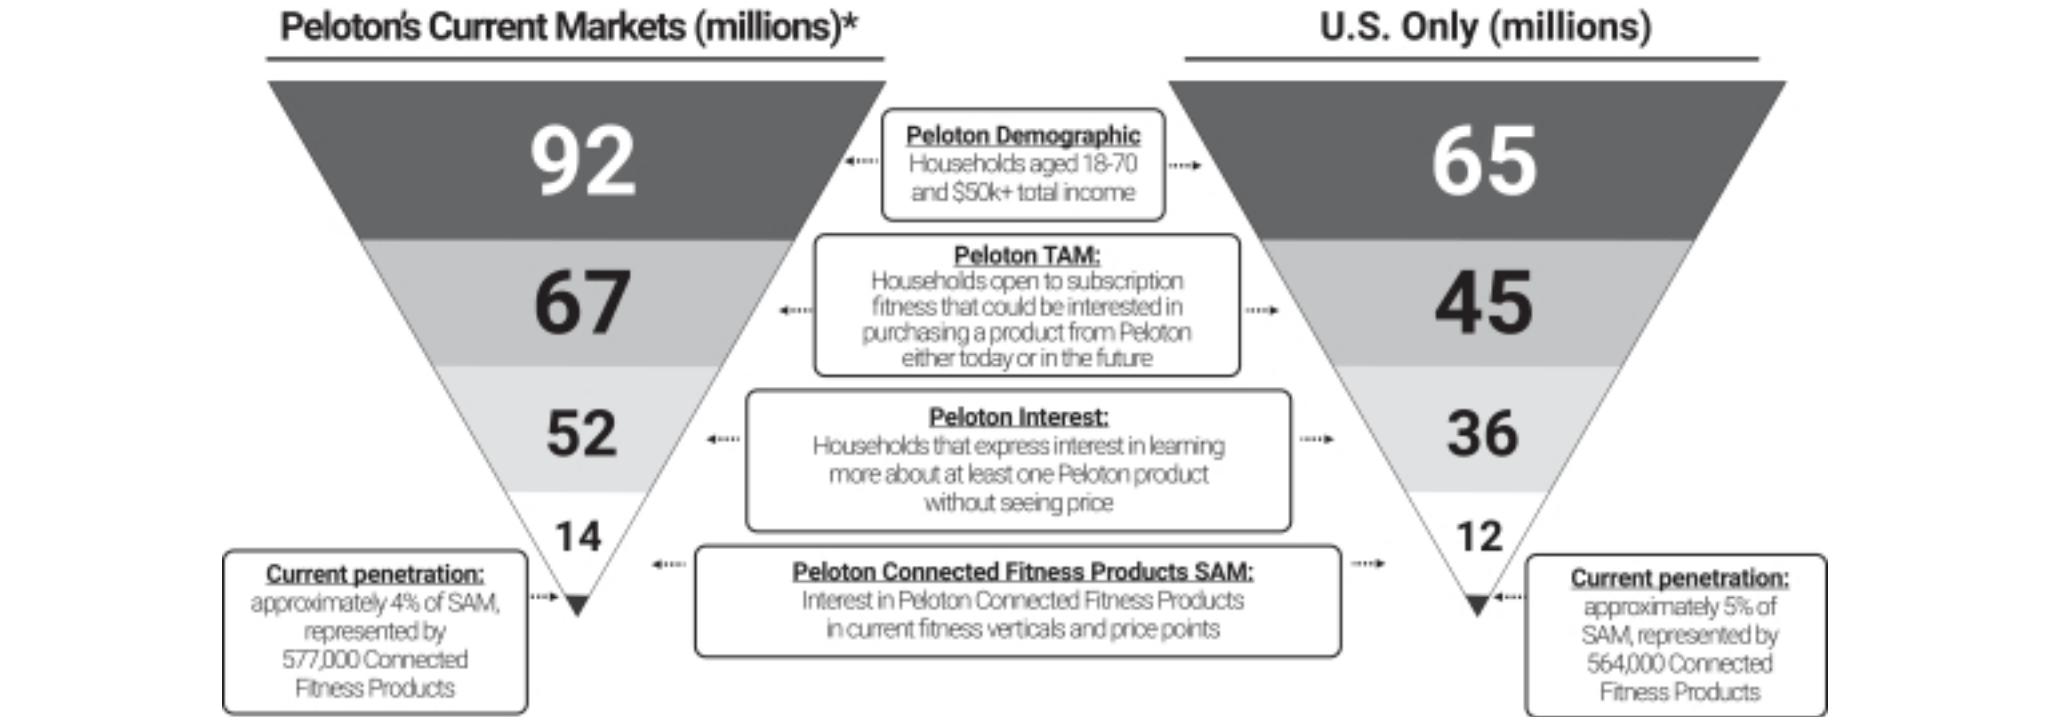 Peloton's Current Markets (millions)*
U.S. Only (millions)
92
65
Peloton Demographic
Households aged 18-70
and $50k+ total income
67
45
Peloton TAM:
Households open to subscription
fitness that could be interested in
purchasing a product from Peloton
either today or in the future
52
36
Peloton Interest:
Households that express interest in learning
more about at least one Peloton product
without seeing price
14
12
Peloton Connected Fitness Products SAM:
Interest in Peloton Connected Fitness Products
in current fitness verticals and price points
Current penetration:
approximately 4% of SAM,
represented by
577,000 Connected
Fitness Products
Current penetration:
approximately 5% of
SAM, represented by
564,000 Connected
Fitness Products